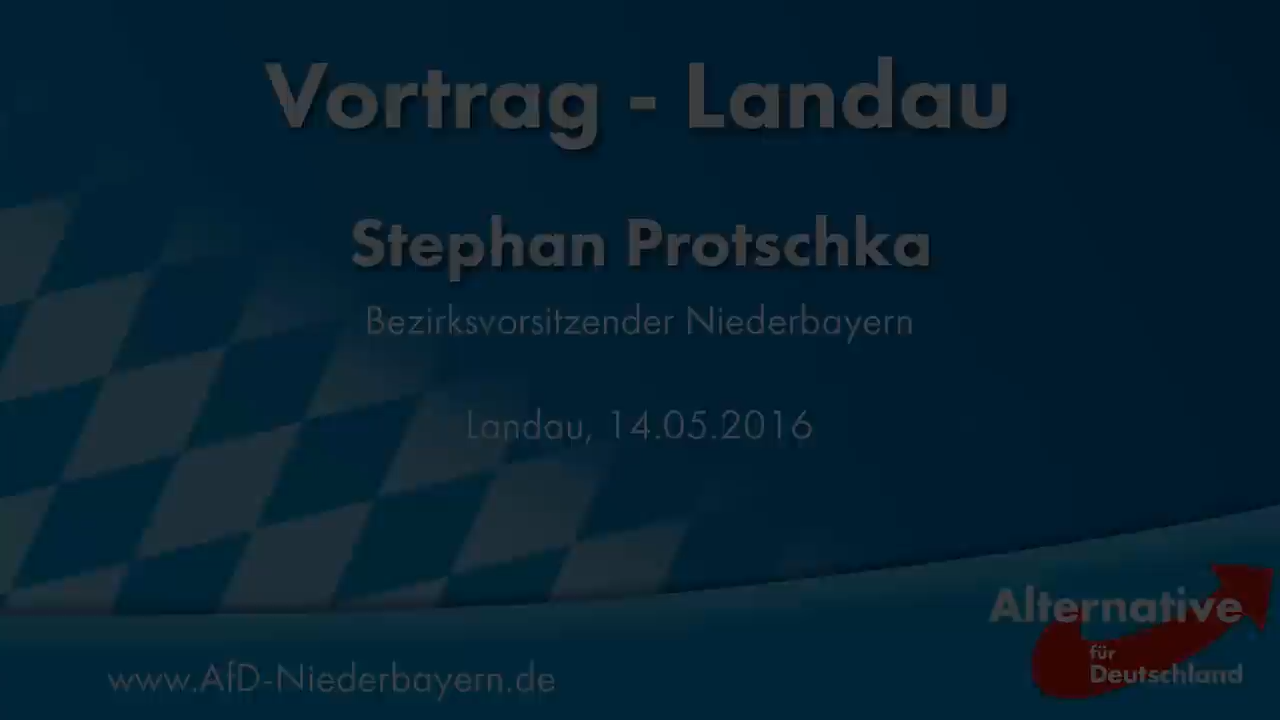 Vortrag - Landau
Stephan Protschka
Bezirksvorsitzender Niederbayern
Landau, 14.05.2016
Alternative
für
Deutschland
www.AfD-Niederbayern.de